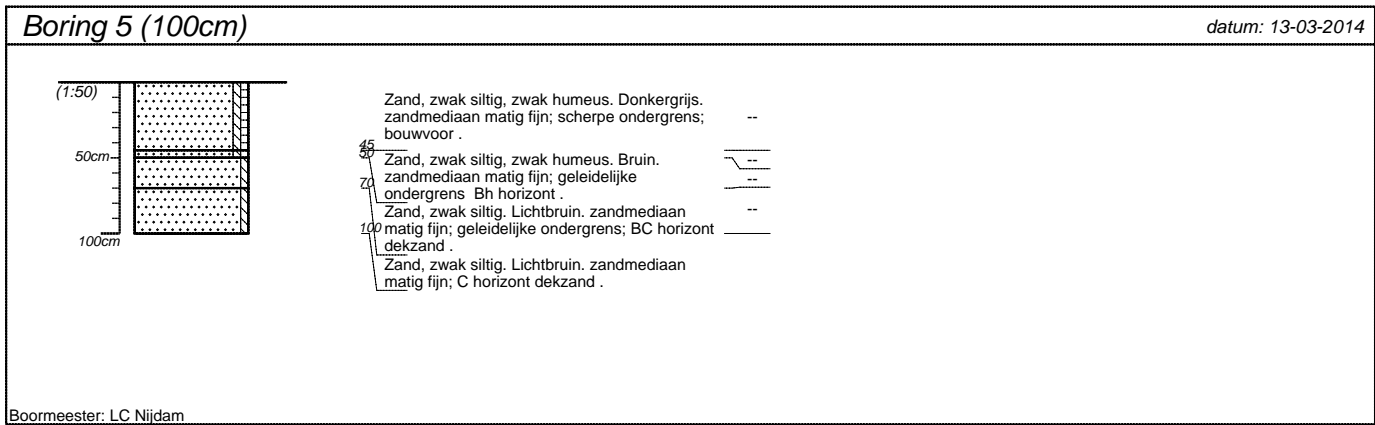 Boring 5 (100cm)
datum: 13-03-2014
(1:50)
50cm
100cm
Zand, zwak siltig, zwak humeus. Donkergrijs.
zandmediaan matig fijn; scherpe ondergrens;
bouwvoor .
--
45
50
Zand, zwak siltig, zwak humeus. Bruin.
zandmediaan matig fijn; geleidelijke
ondergrens  Bh horizont .
--
--
70
Zand, zwak siltig. Lichtbruin. zandmediaan
matig fijn; geleidelijke ondergrens; BC horizont
dekzand .
--
100
Zand, zwak siltig. Lichtbruin. zandmediaan
matig fijn; C horizont dekzand .
Boormeester: LC Nijdam